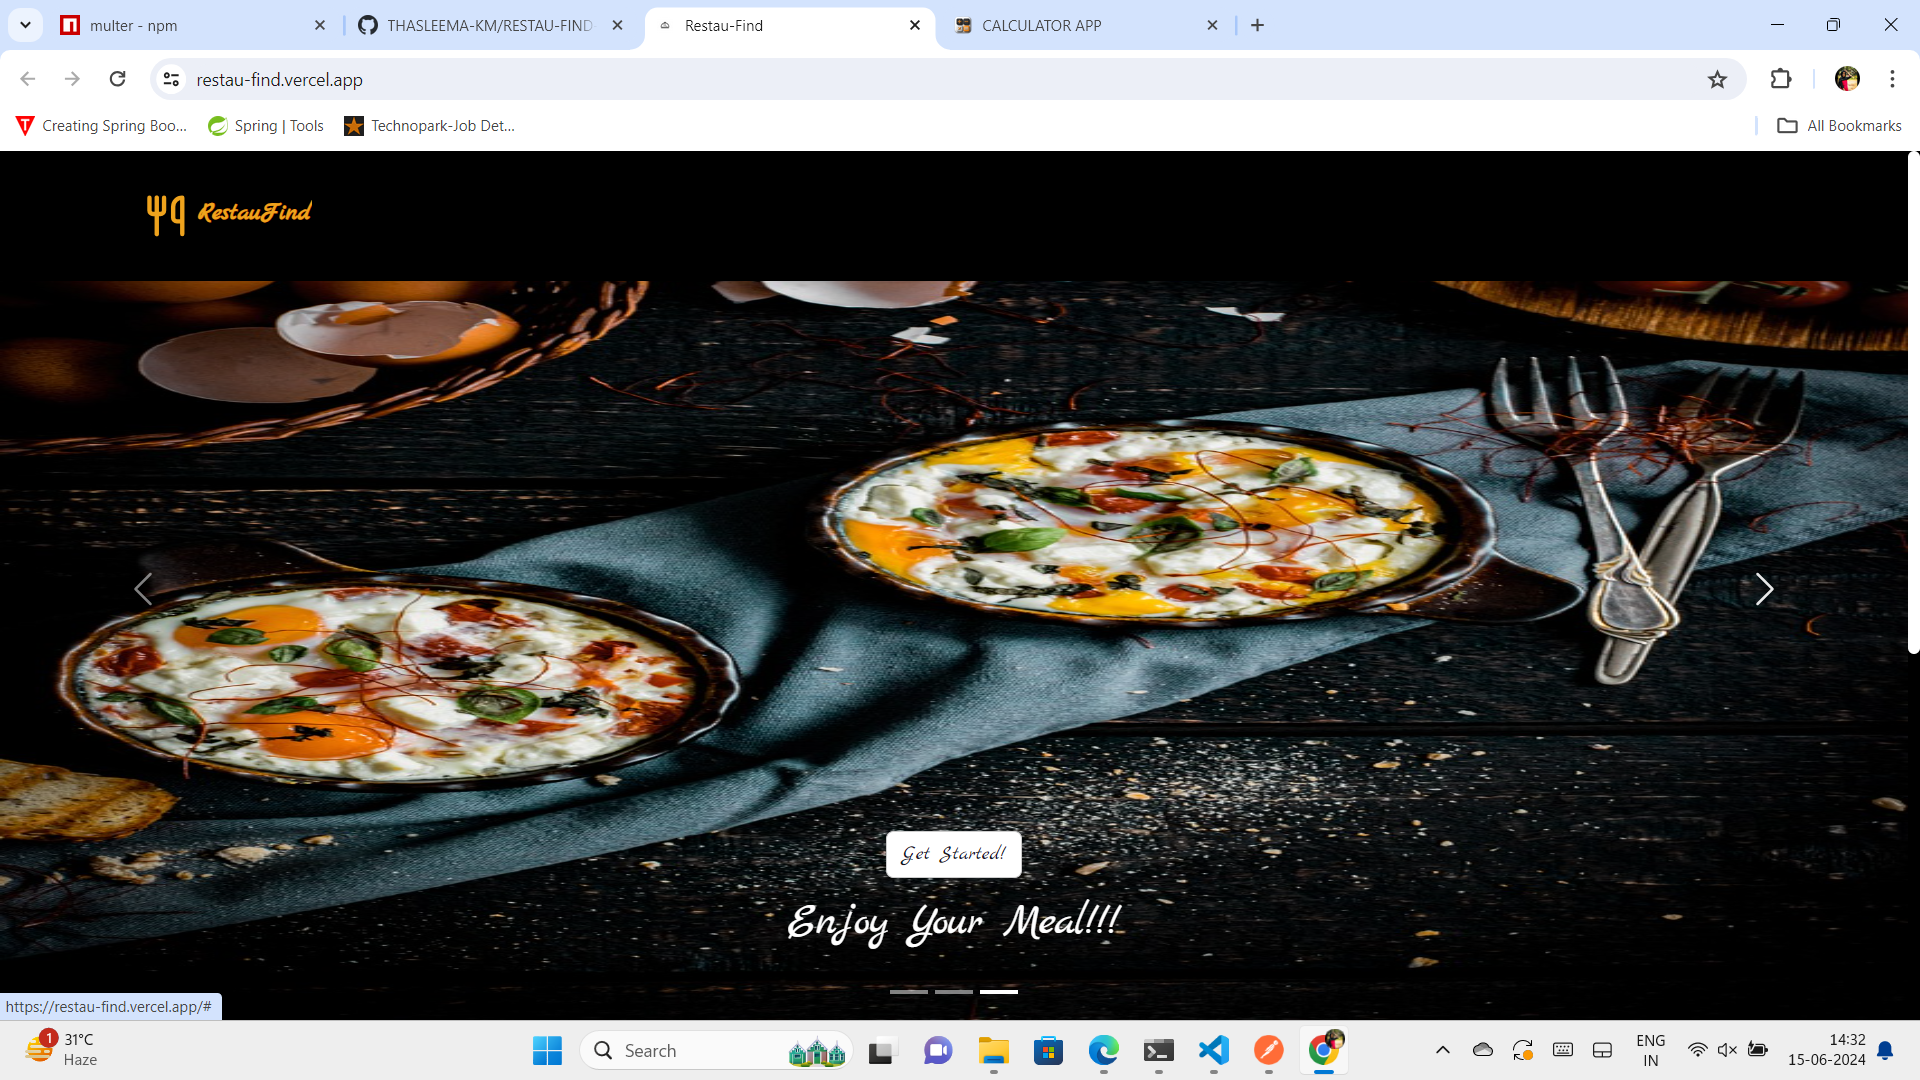 multer - npm
THASLEEMA-KM/RESTAU-FIND
Restau-Find
CALCULATOR APP
restau-find.vercel.app
Creating Spring Boo...
Spring | Tools
Technopark-Job Det...
All Bookmarks
RestauFind
Get Started!
Enjoy Your Meal!!!
https://restau-find.vercel.app/#
1
31°C
Haze
Search
ENG
IN
14:32
15-06-2024